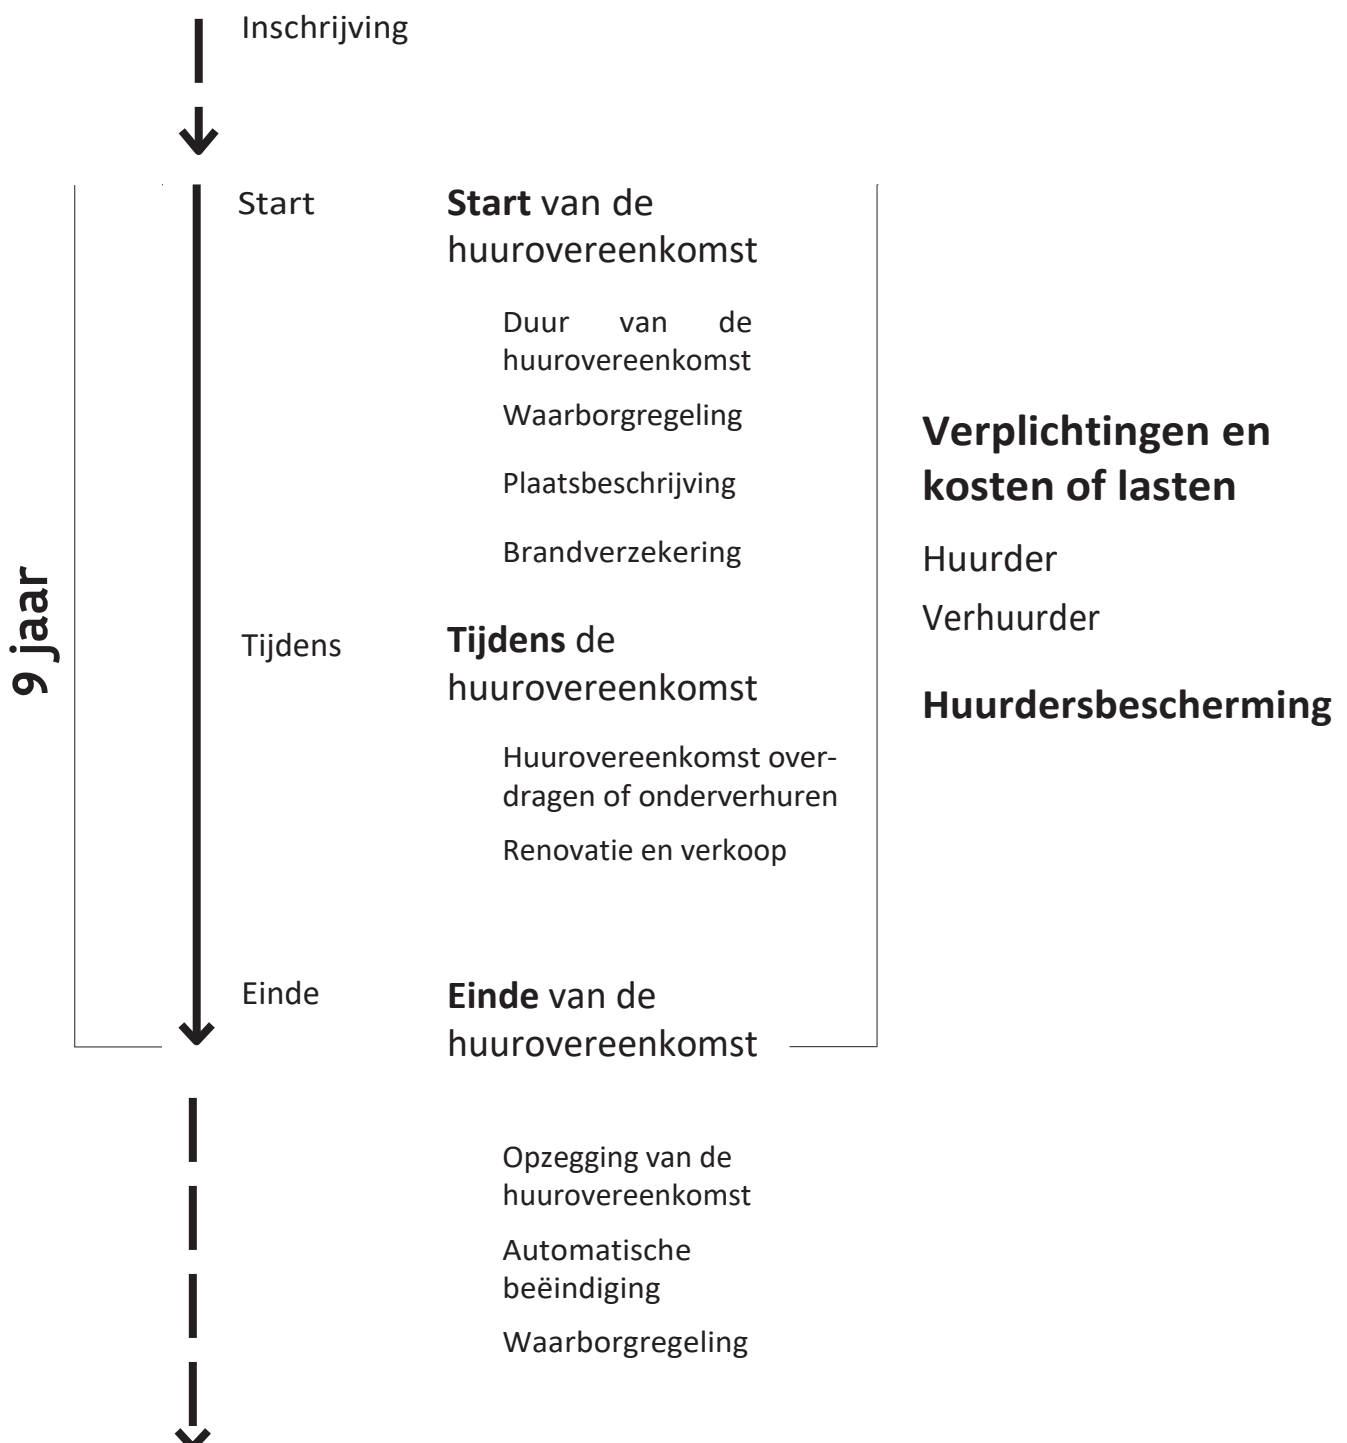 Inschrijving
9 jaar
Start
Start van de
huurovereenkomst
Duur van de
huurovereenkomst
Waarborgregeling
Plaatsbeschrijving
Brandverzekering
Tijdens
Tijdens de
huurovereenkomst
Huurovereenkomst over-
dragen of onderverhuren
Renovatie en verkoop
Einde
Einde van de
huurovereenkomst
Opzegging van de
huurovereenkomst
Automatische
beëindiging
Waarborgregeling
Verplichtingen en
kosten of lasten
Huurder
Verhuurder
Huurdersbescherming